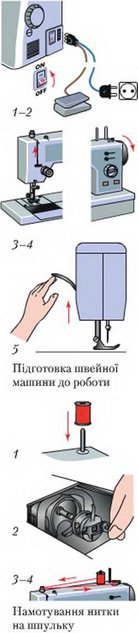 ON
OFF
1–2
3–4
5
Підготовка швейної
машини до роботи
1
2
3–4
Намотування нитки
на шпульку